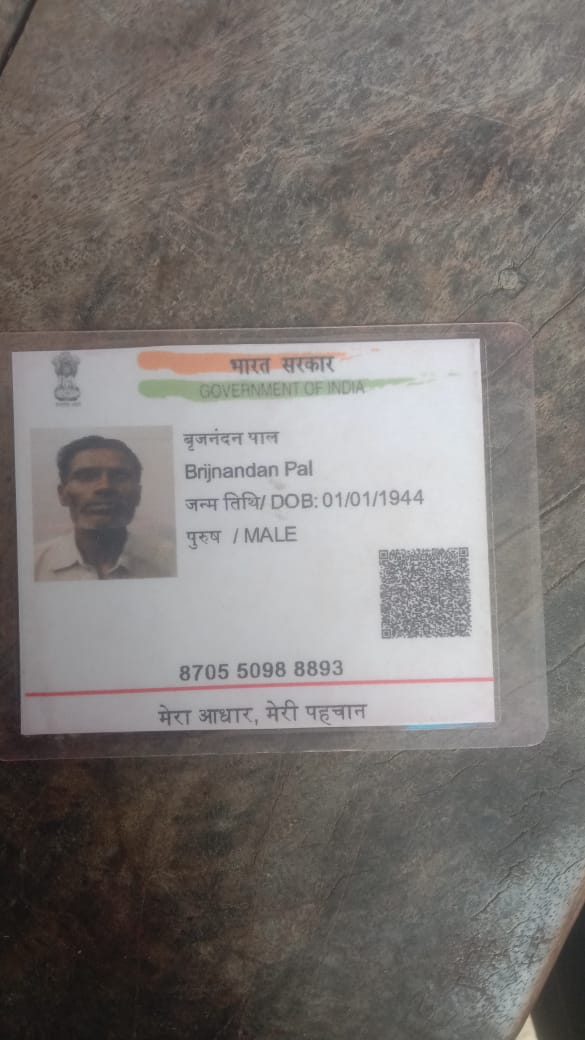 भारत सरकार
GOVERNMENT OF INDIA
बृजनंदन पाल
Brijnandan Pal
जन्म तिथि/ DOB: 01/01/1944
पुरुष / MALE
8705 5098 8893
मेरा आधार, मेरी पहचान